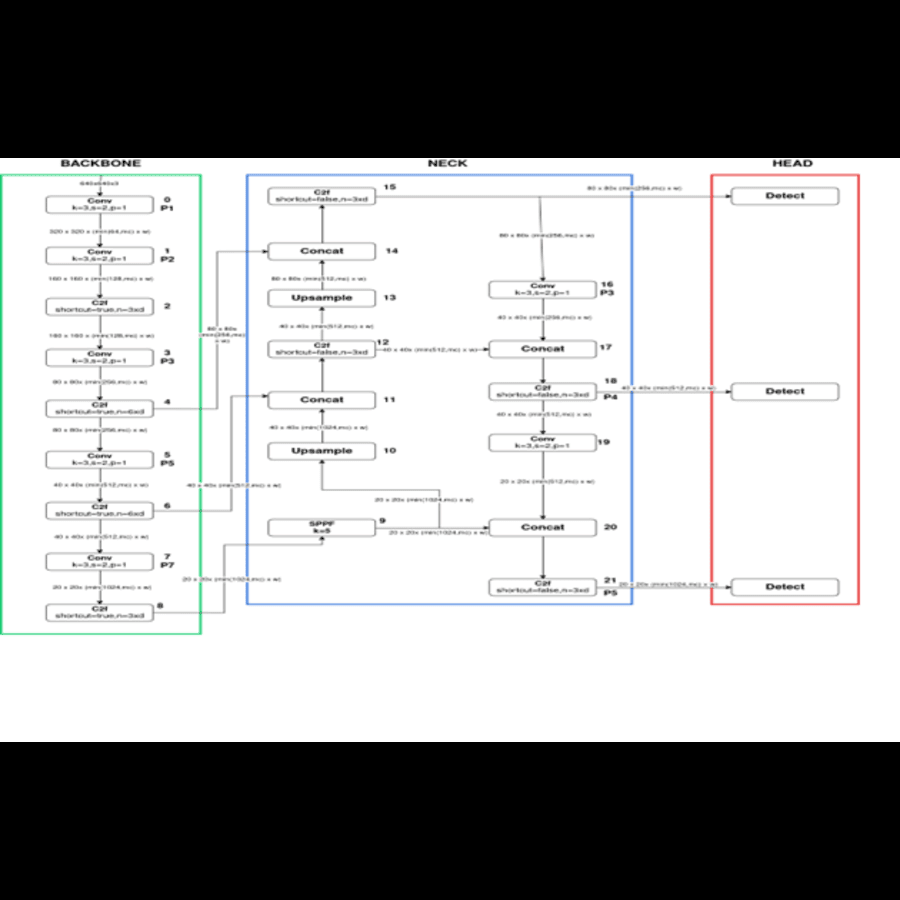 BACKBONE
NECK
HEAD
640x640x3
Conv
k=3,s=2,p=1
0
P1
320 x 320 x (min(64,mc) x w)
Conv
k=3,s=2,p=1
1
P2
160 x 160 x (min(128,mc) x w)
C2f
shortcut=true,n=3xd
2
160 x 160 x (min(128,mc) x w)
Conv
k=3,s=2,p=1
3
P3
80 x 80x (min(256,mc) x w)
C2f
shortcut=true,n=6xd
4
80 x 80x (min(256,mc) x w)
Conv
k=3,s=2,p=1
5
P5
40 x 40x (min(512,mc) x w)
C2f
shortcut=true,n=6xd
6
40 x 40x (min(512,mc) x w)
Conv
k=3,s=2,p=1
7
P7
20 x 20x (min(1024,mc) x w)
C2f
shortcut=true,n=3xd
8
80 x 80x
(min(256,mc)
x w)
40 x 40x (min(512,mc) x w)
20 x 20x (min(1024,mc) x w)
C2f
shortcut=false,n=3xd
15
Concat
14
80 x 80x (min(512,mc) x w)
Upsample
13
40 x 40x (min(512,mc) x w)
C2f
shortcut=false,n=3xd
12
40 x 40x (min(512,mc) x w)
Concat
11
40 x 40x (min(1024,mc) x w)
Upsample
10
20 x 20x (min(1024,mc) x w)
SPPF
k=5
9
20 x 20x (min(1024,mc) x w)
80 x 80x (min(256,mc) x w)
80 x 80x (min(256,mc) x w)
Conv
k=3,s=2,p=1
16
P3
40 x 40x (min(256,mc) x w)
Concat
17
C2f
shortcut=false,n=3xd
18
P4
40 x 40x (min(512,mc) x w)
40 x 40x (min(512,mc) x w)
Conv
k=3,s=2,p=1
19
20 x 20x (min(512,mc) x w)
Concat
20
C2f
shortcut=false,n=3xd
21
P5
20 x 20x (min(1024,mc) x w)
Detect
Detect
Detect